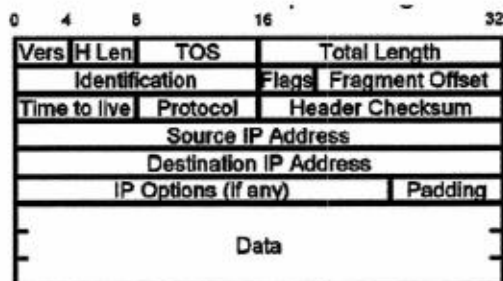 0 4 8 16 32
Vers H Len TOS Total Length
Identification Flags Fragment Offset
Time to live Protocol Header Checksum
Source IP Address
Destination IP Address
IP Options (If any) Padding
Data